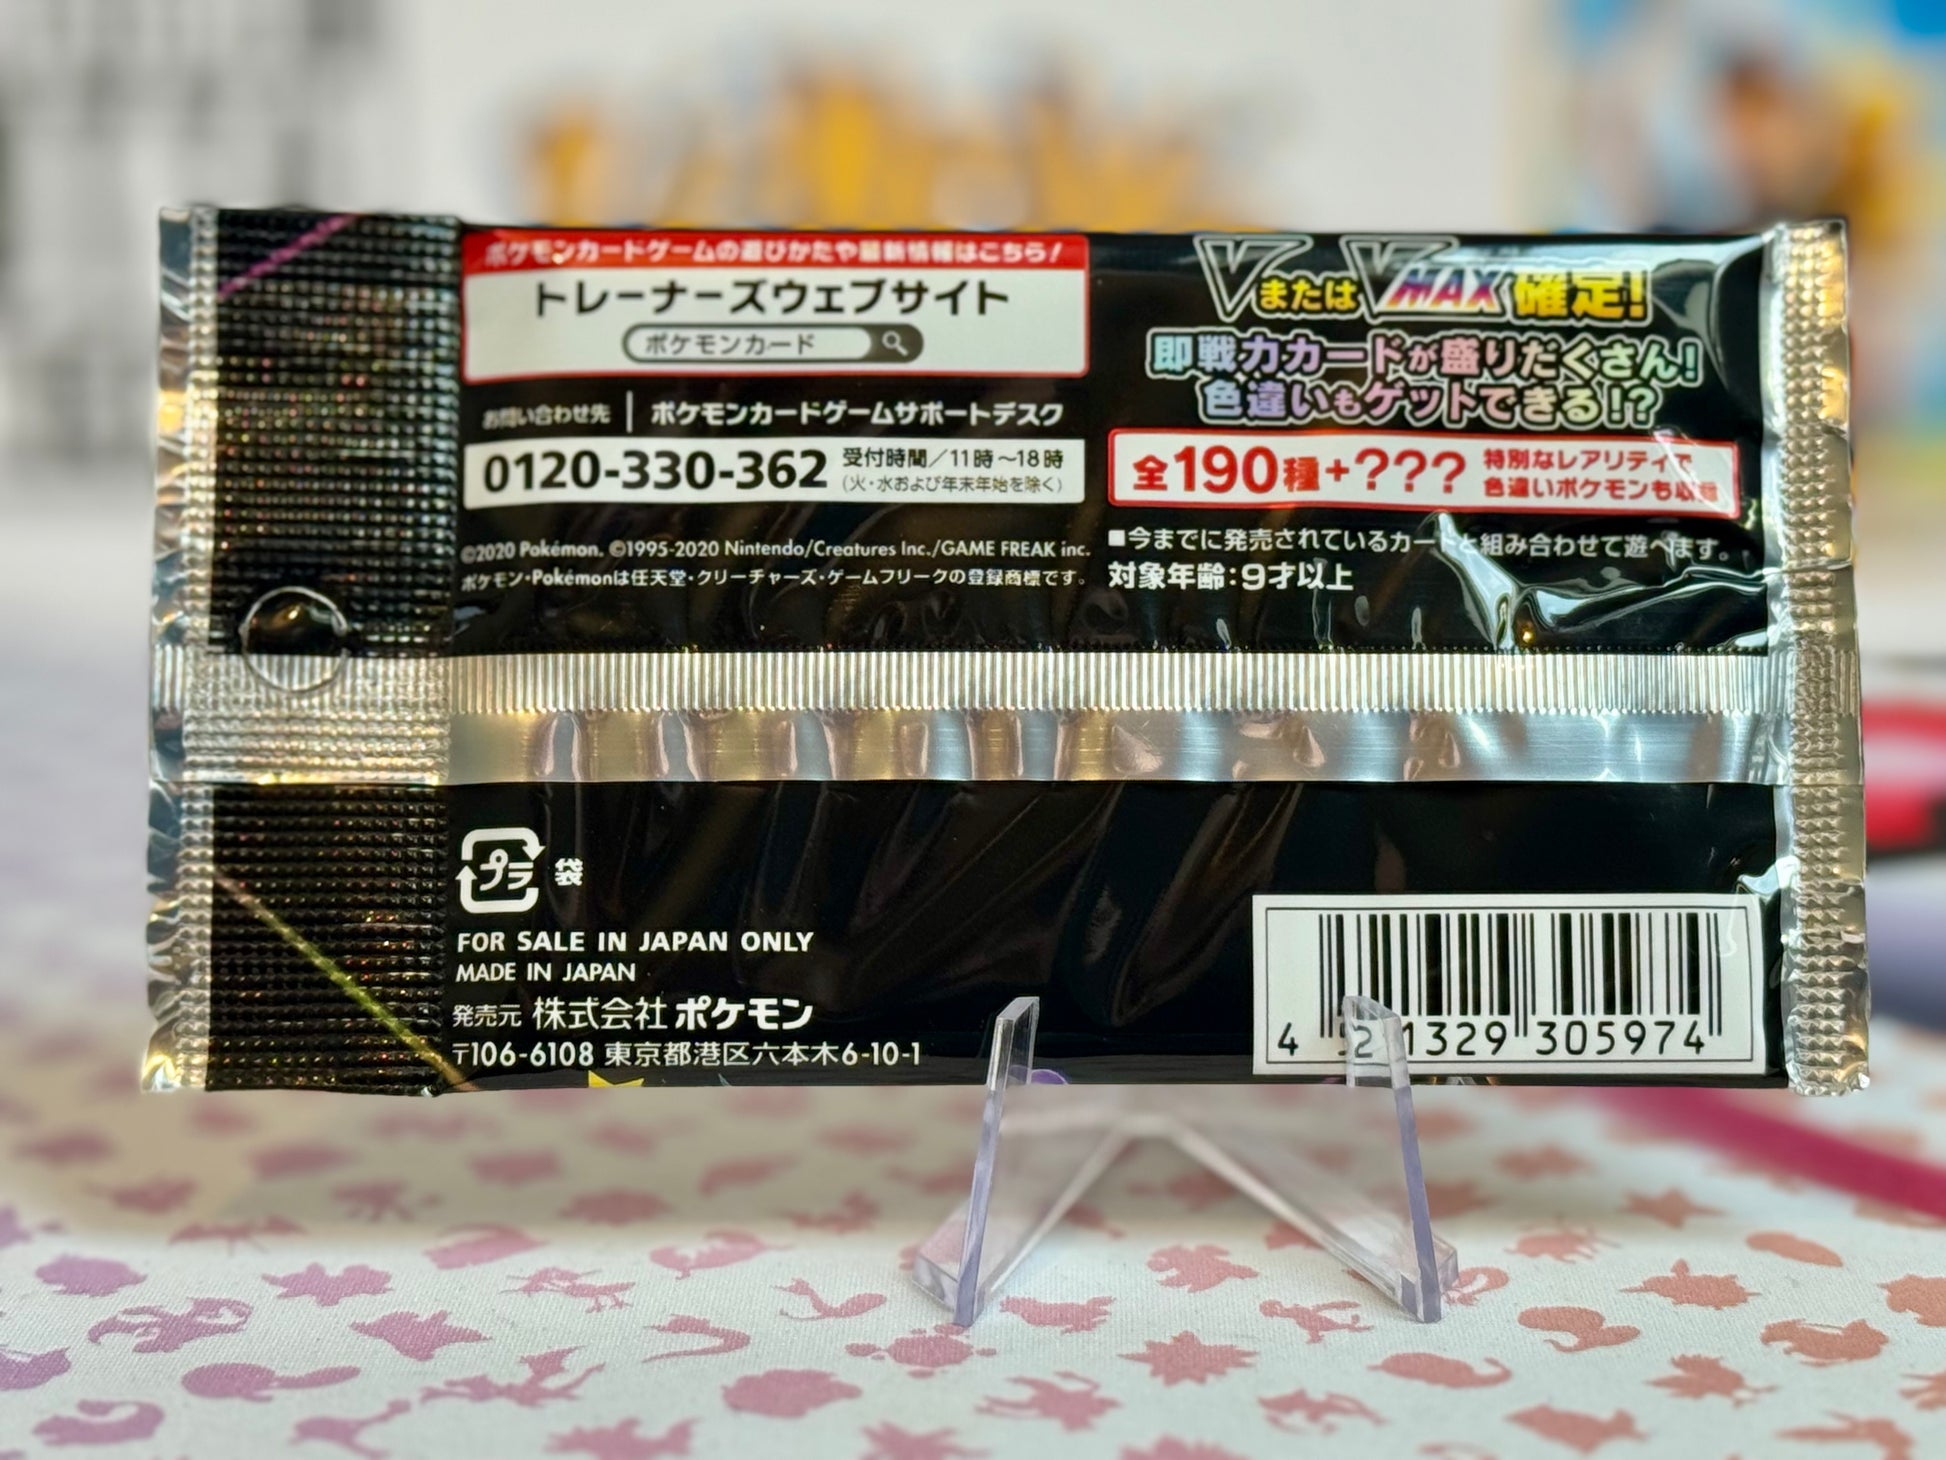 ポケモンカードゲームの遊びかたや最新情報はこちら!
トレーナーズウェブサイト
ポケモンカード
お問い合わせ先 | ポケモンカードゲームサポートデスク
0120-330-362 受付時間/11時~18時
(火・水および年末年始を除く)
©2020 Pokémon. ©1995-2020 Nintendo/Creatures Inc./GAME FREAK inc.
ポケモン・Pokémonは任天堂・クリーチャーズ・ゲームフリークの登録商標です。
VまたはVMAX確定!
即戦力カードが盛りだくさん!
色違いもゲットできる!?
全190種+??? 特別なレアリティで
色違いポケモンも収録
■今までに発売されているカードと組み合わせて遊べます。
対象年齢:9才以上
プラ 袋
FOR SALE IN JAPAN ONLY
MADE IN JAPAN
発売元 株式会社ポケモン
〒106-6108 東京都港区六本木6-10-1
4 521329 305974